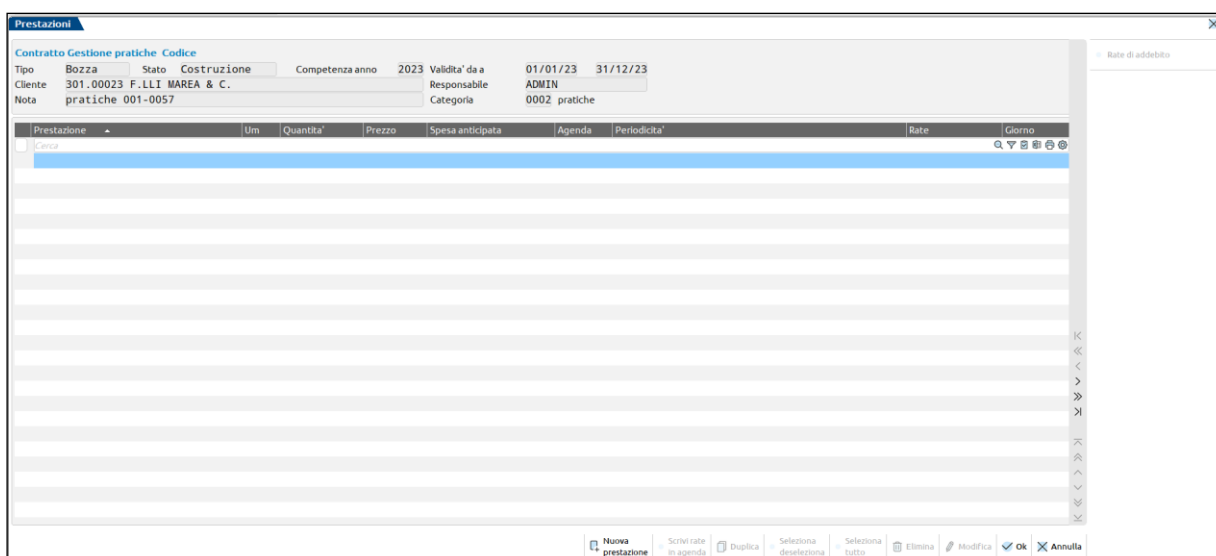 Prestazioni
Contratto Gestione pratiche Codice
Tipo Bozza Stato Costruzione Competenza anno 2023 Validita' da a 01/01/23 31/12/23
Cliente 301.00023 F.LLI MAREA & C. Responsabile ADMIN
Nota pratiche 001-0057 Categoria 0002 pratiche
Rate di addebito
Prestazione Um Quantita' Prezzo Spesa anticipata Agenda Periodicita' Rate Giorno
Cerca
Nuova prestazione
Scrivi rate in agenda
Duplica
Seleziona deseleziona
Seleziona tutto
Elimina
Modifica
Ok
Annulla